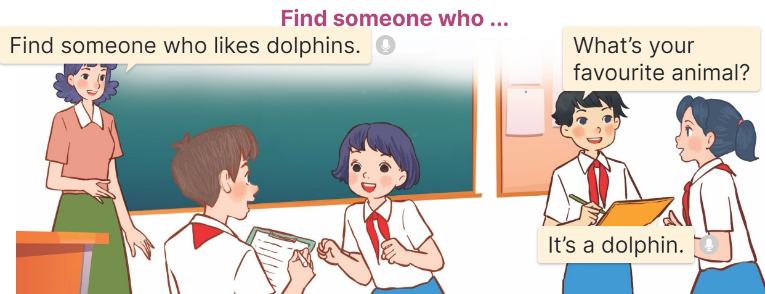 Find someone who ...
Find someone who likes dolphins.
What’s your
favourite animal?
It’s a dolphin.